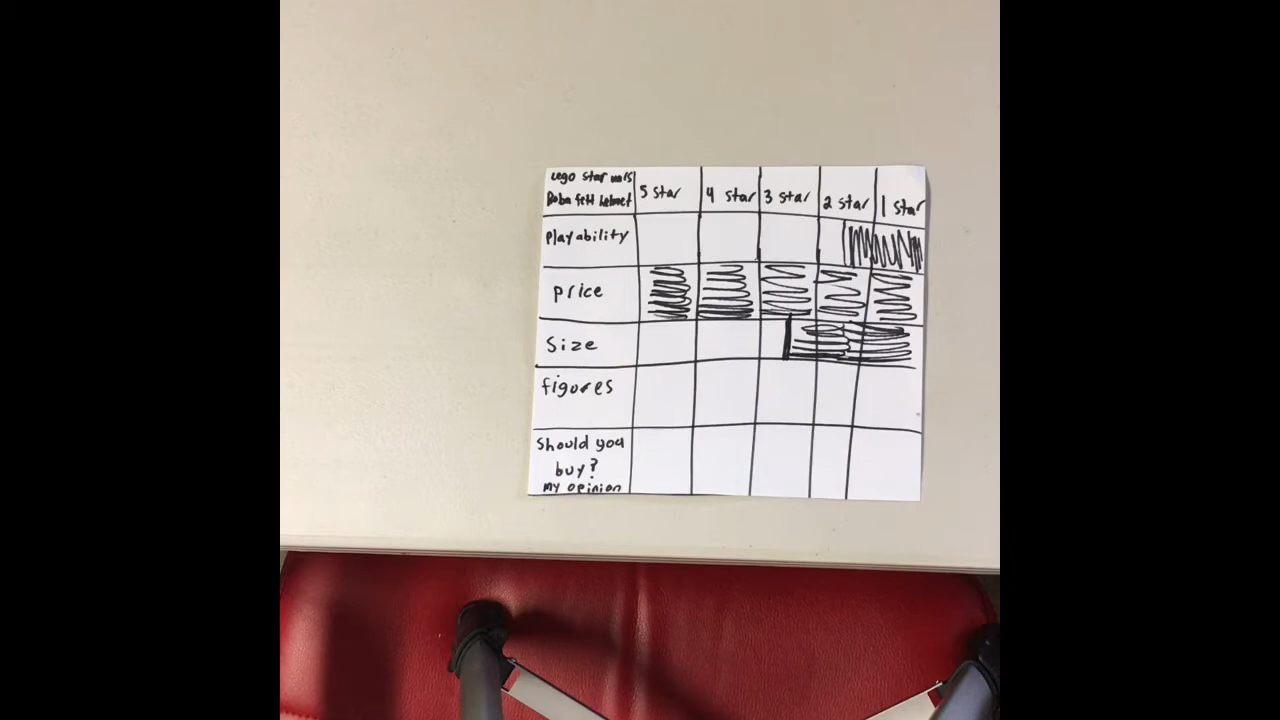 Lego Star wars
Boba fett helmet
5 star
4 star
3 star
2 star
1 star
Playability
Price
Size
figures
Should you
buy?
my opinion